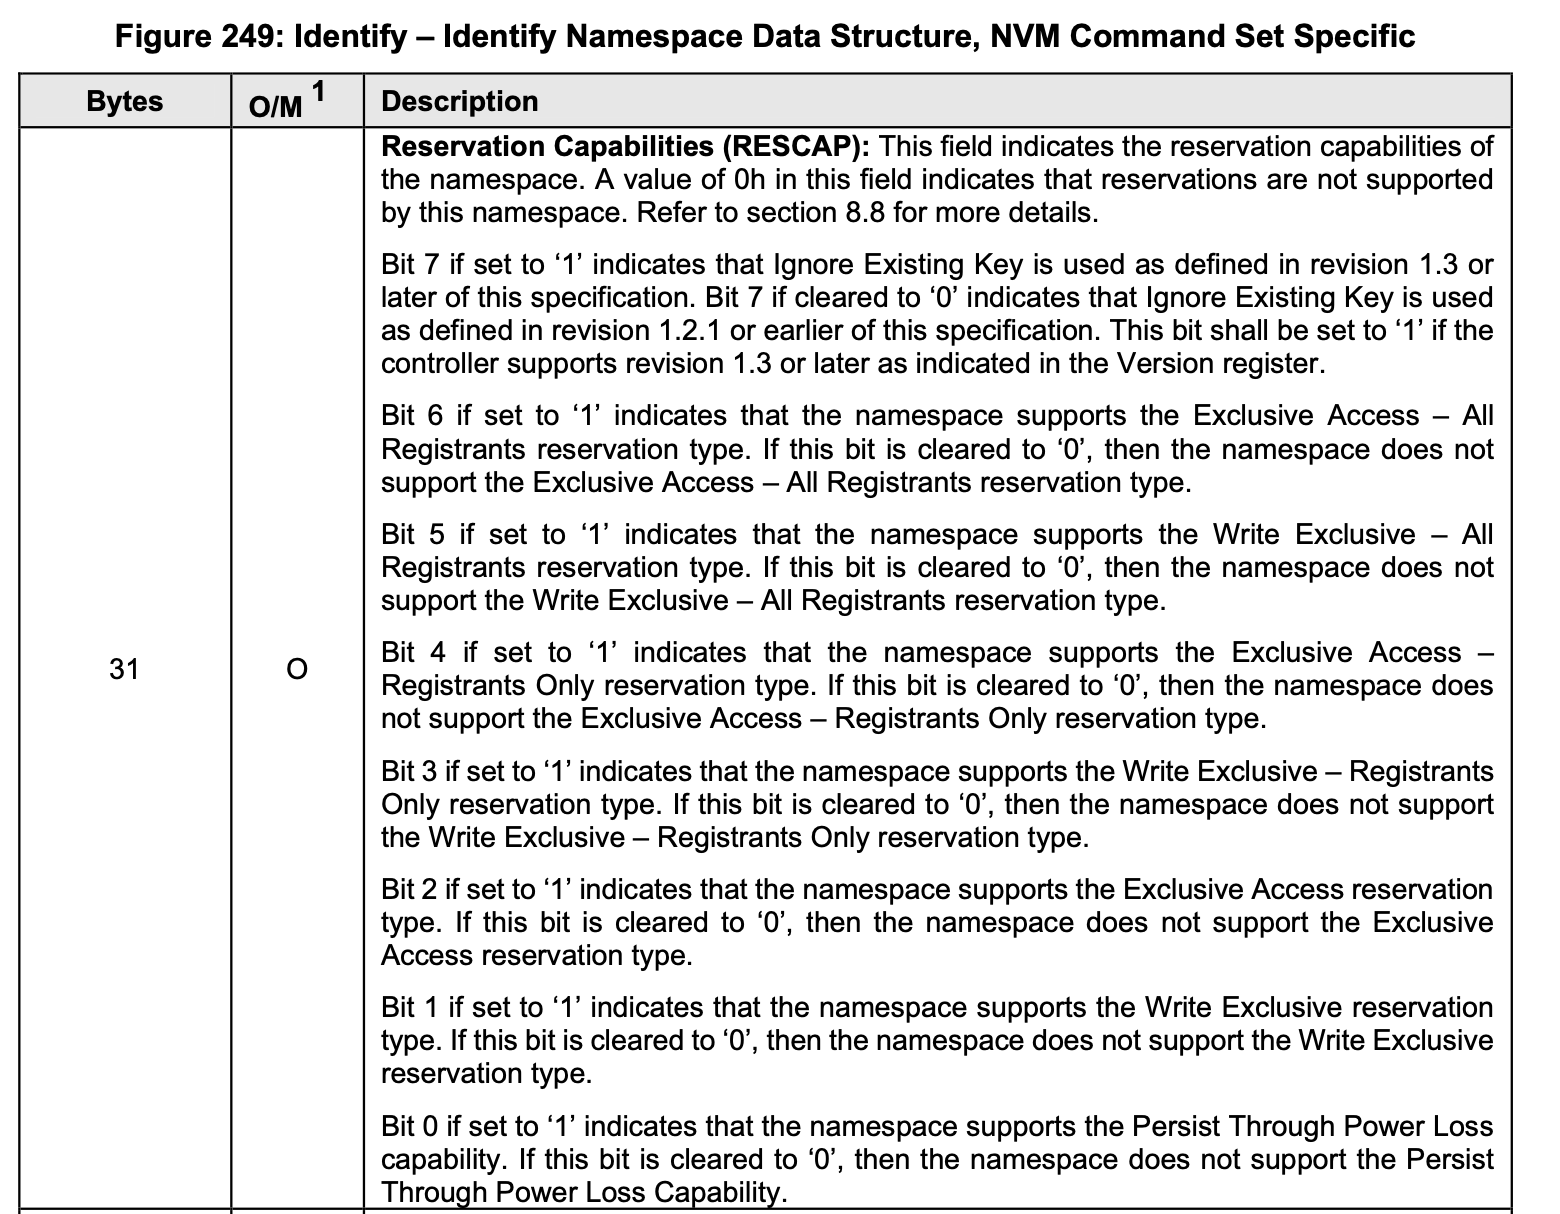 Figure 249: Identify – Identify Namespace Data Structure, NVM Command Set Specific
Bytes O/M 1 Description
31 O
Reservation Capabilities (RESCAP): This field indicates the reservation capabilities of
the namespace. A value of 0h in this field indicates that reservations are not supported
by this namespace. Refer to section 8.8 for more details.
Bit 7 if set to ‘1’ indicates that Ignore Existing Key is used as defined in revision 1.3 or
later of this specification. Bit 7 if cleared to ‘0’ indicates that Ignore Existing Key is used
as defined in revision 1.2.1 or earlier of this specification. This bit shall be set to ‘1’ if the
controller supports revision 1.3 or later as indicated in the Version register.
Bit 6 if set to ‘1’ indicates that the namespace supports the Exclusive Access – All
Registrants reservation type. If this bit is cleared to ‘0’, then the namespace does not
support the Exclusive Access – All Registrants reservation type.
Bit 5 if set to ‘1’ indicates that the namespace supports the Write Exclusive – All
Registrants reservation type. If this bit is cleared to ‘0’, then the namespace does not
support the Write Exclusive – All Registrants reservation type.
Bit 4 if set to ‘1’ indicates that the namespace supports the Exclusive Access –
Registrants Only reservation type. If this bit is cleared to ‘0’, then the namespace does
not support the Exclusive Access – Registrants Only reservation type.
Bit 3 if set to ‘1’ indicates that the namespace supports the Write Exclusive – Registrants
Only reservation type. If this bit is cleared to ‘0’, then the namespace does not support
the Write Exclusive – Registrants Only reservation type.
Bit 2 if set to ‘1’ indicates that the namespace supports the Exclusive Access reservation
type. If this bit is cleared to ‘0’, then the namespace does not support the Exclusive
Access reservation type.
Bit 1 if set to ‘1’ indicates that the namespace supports the Write Exclusive reservation
type. If this bit is cleared to ‘0’, then the namespace does not support the Write Exclusive
reservation type.
Bit 0 if set to ‘1’ indicates that the namespace supports the Persist Through Power Loss
capability. If this bit is cleared to ‘0’, then the namespace does not support the Persist
Through Power Loss Capability.